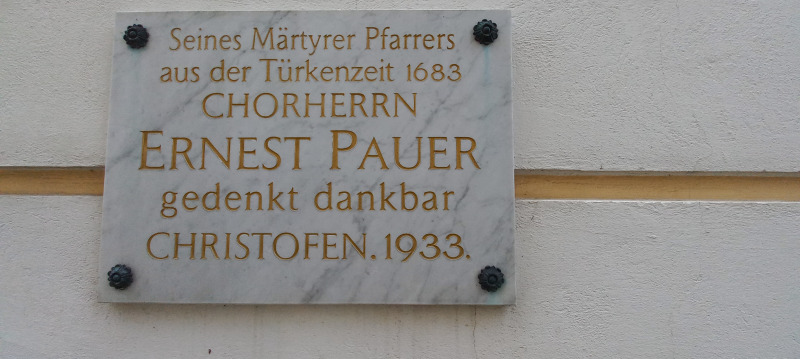 Seines Märtyrer Pfarrers
aus der Türkenzeit 1683
CHORHERRN
ERNEST PAUER
gedenkt dankbar
CHRISTOFEN. 1933.